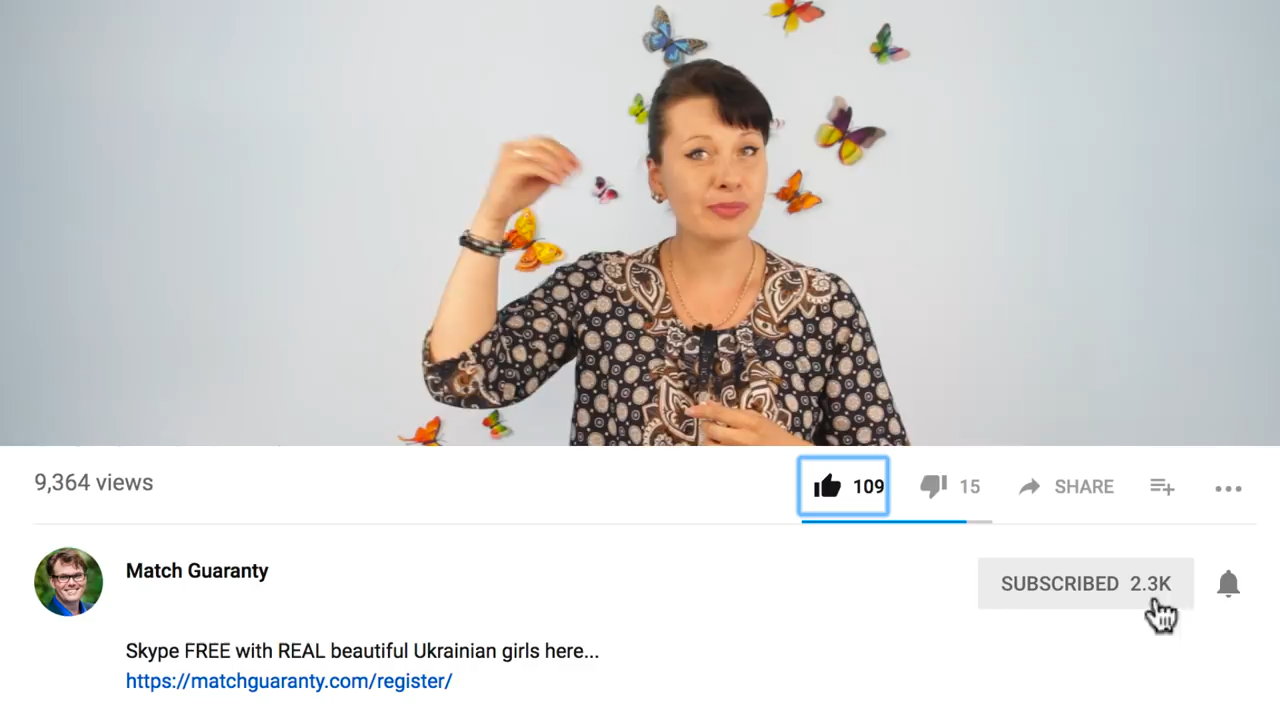 9,364 views
109
15
SHARE
Match Guaranty
SUBSCRIBED 2.3K
Skype FREE with REAL beautiful Ukrainian girls here...
https://matchguaranty.com/register/